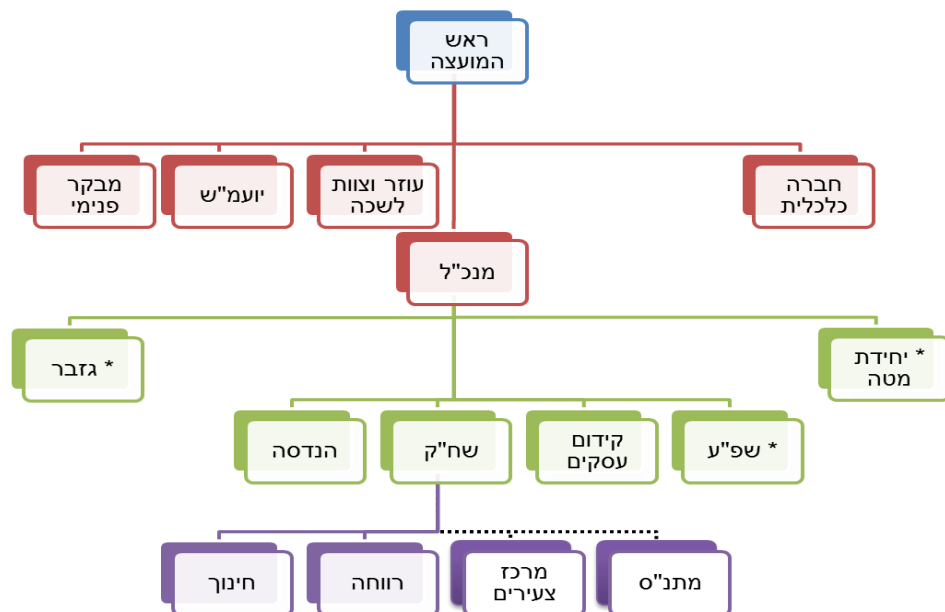 ראש
המועצה
חברה
כלכלית
עוזר וצוות
לשכה
יועמ"ש
מבקר
פנימי
מנכ"ל
* יחידת
מטה
* גזבר
* שפ"ע
קידום
עסקים
שח"ק
הנדסה
מתנ"ס
מרכז
צעירים
רווחה
חינוך